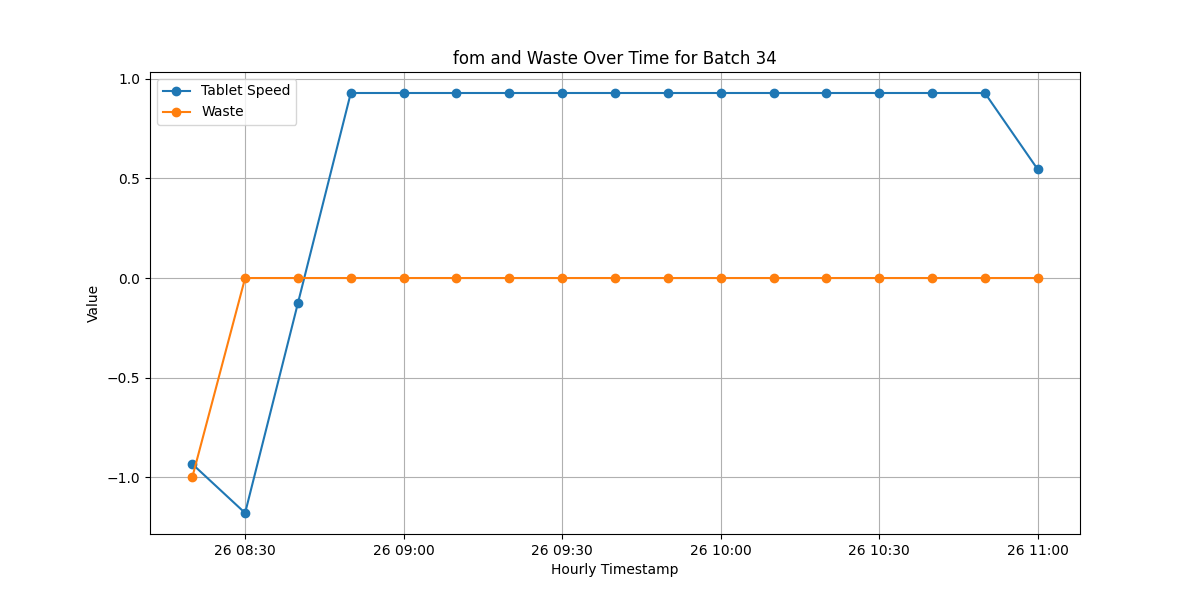 fom and Waste Over Time for Batch 34
Tablet Speed
Waste
1.0
0.5
0.0
−0.5
−1.0
Value
26 08:30 26 09:00 26 09:30 26 10:00 26 10:30 26 11:00
Hourly Timestamp